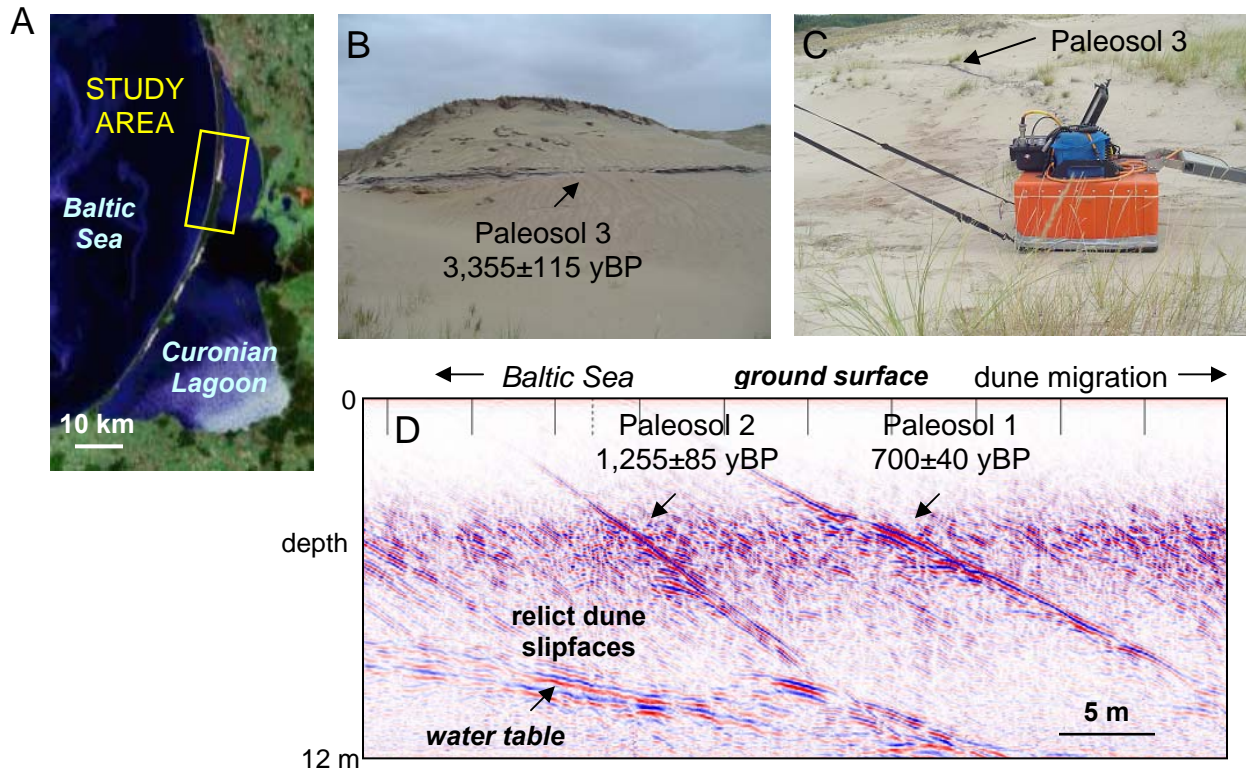 A
STUDY
AREA
Baltic
Sea
Curonian
Lagoon
10 km
B
Paleosol 3
3,355±115 yBP
C
Paleosol 3
Baltic Sea
ground surface
dune migration
0
D
Paleosol 2
1,255±85 yBP
Paleosol 1
700±40 yBP
depth
relict dune
slipfaces
water table
5 m
12 m